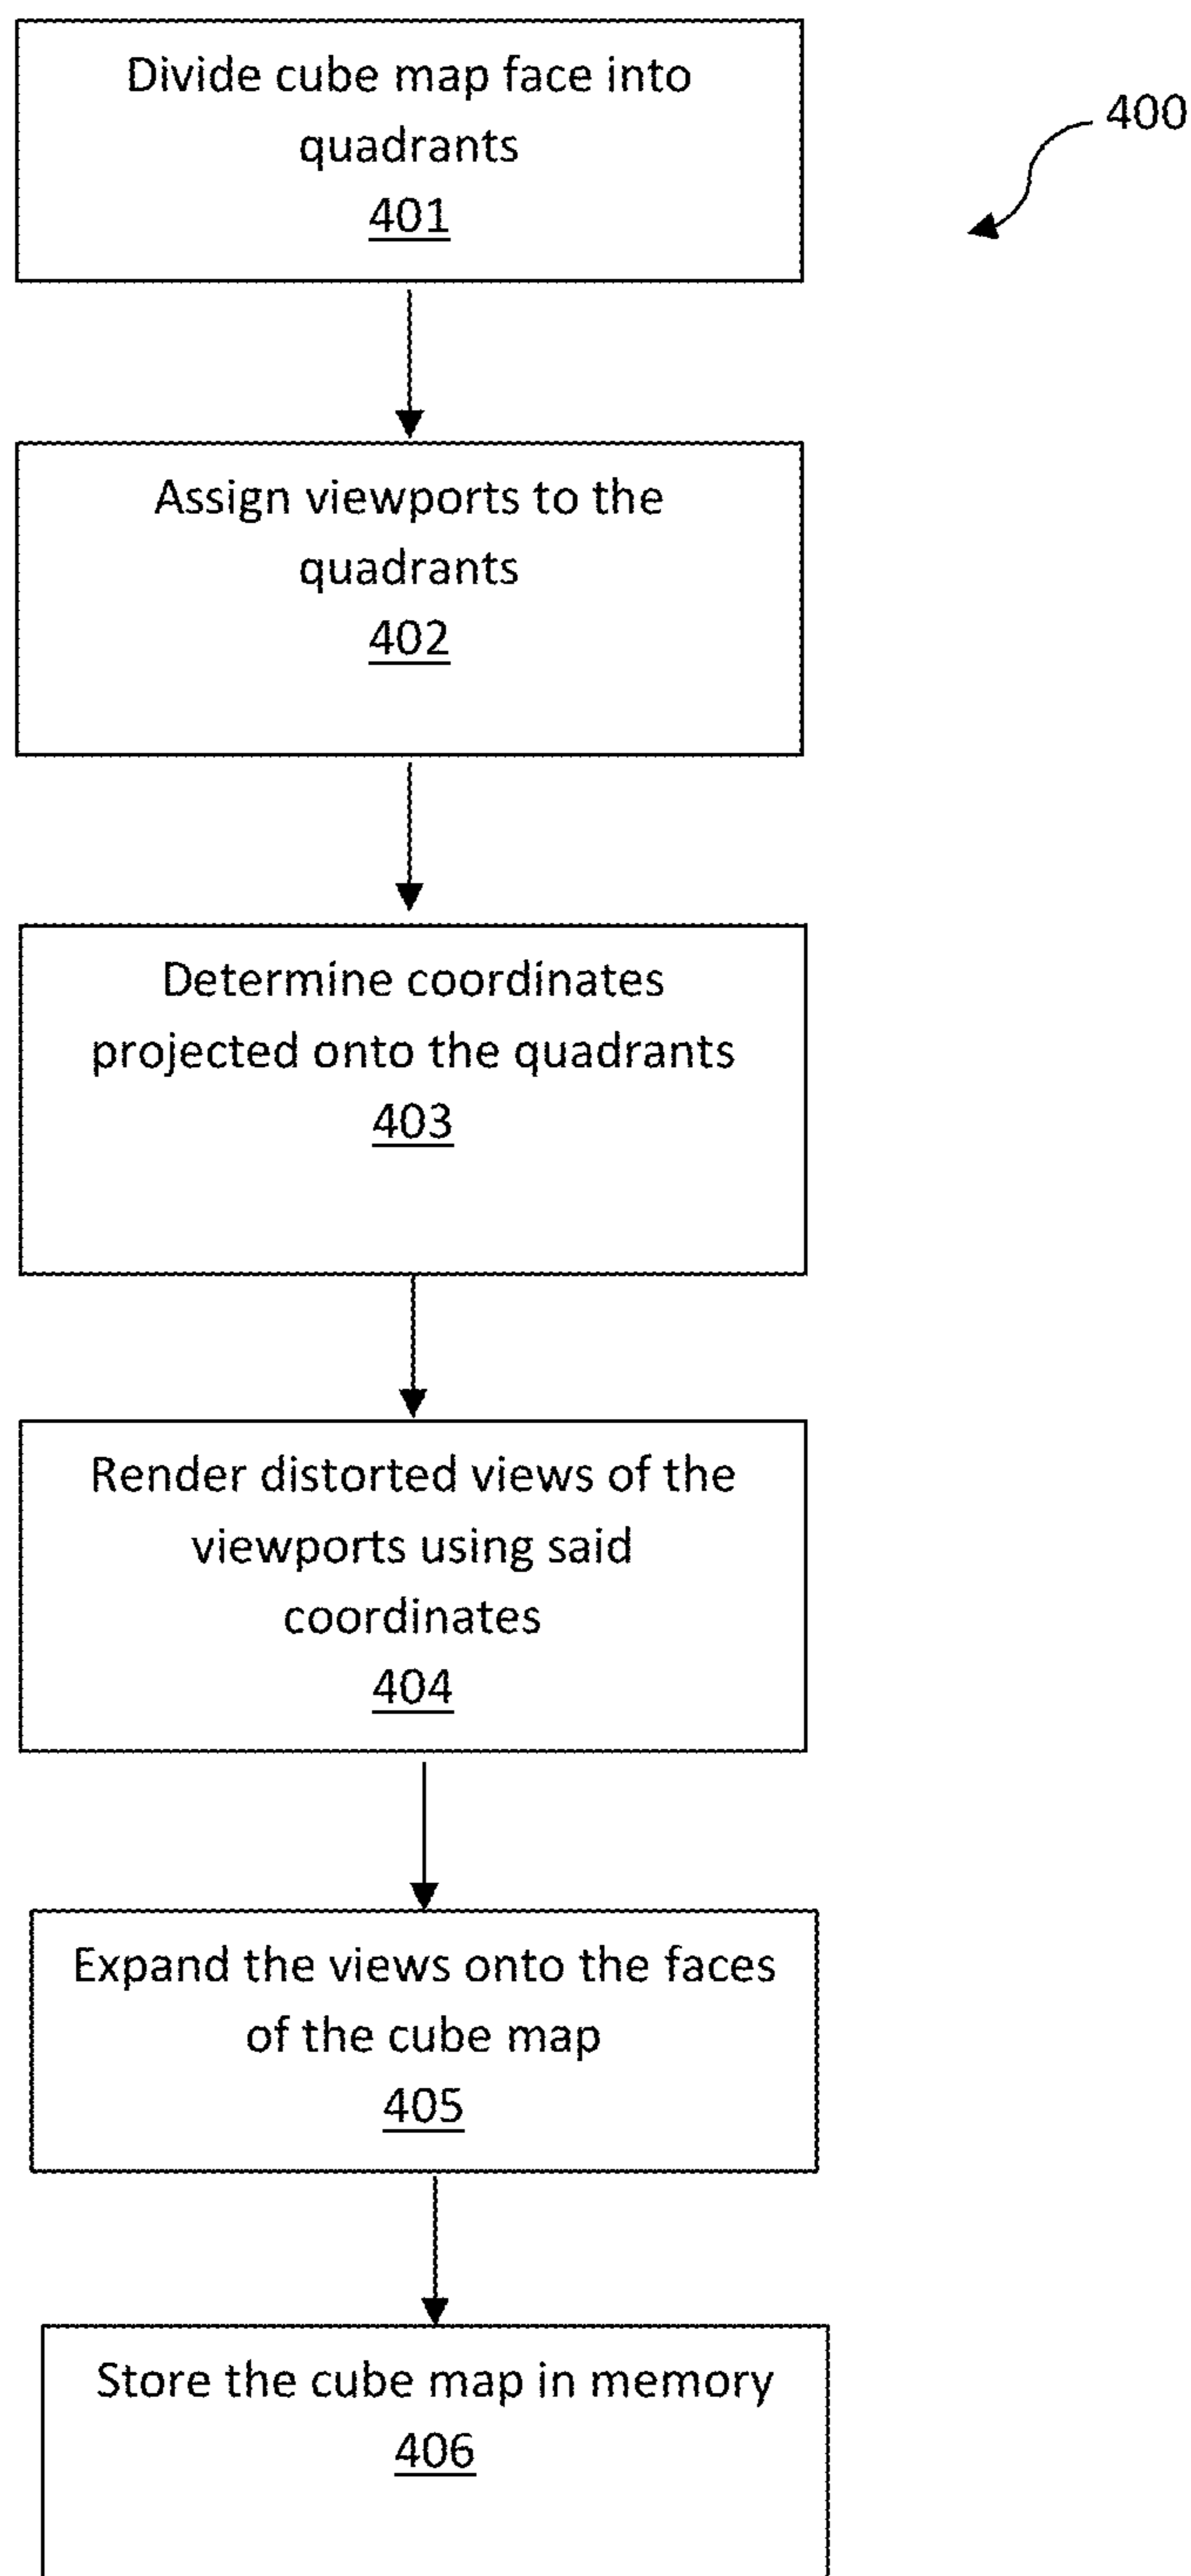 Divide cube map face into
quadrants
401
400
Assign viewports to the
quadrants
402
Determine coordinates
projected onto the quadrants
403
Render distorted views of the
viewports using said
coordinates
404
Expand the views onto the faces
of the cube map
405
Store the cube map in memory
406